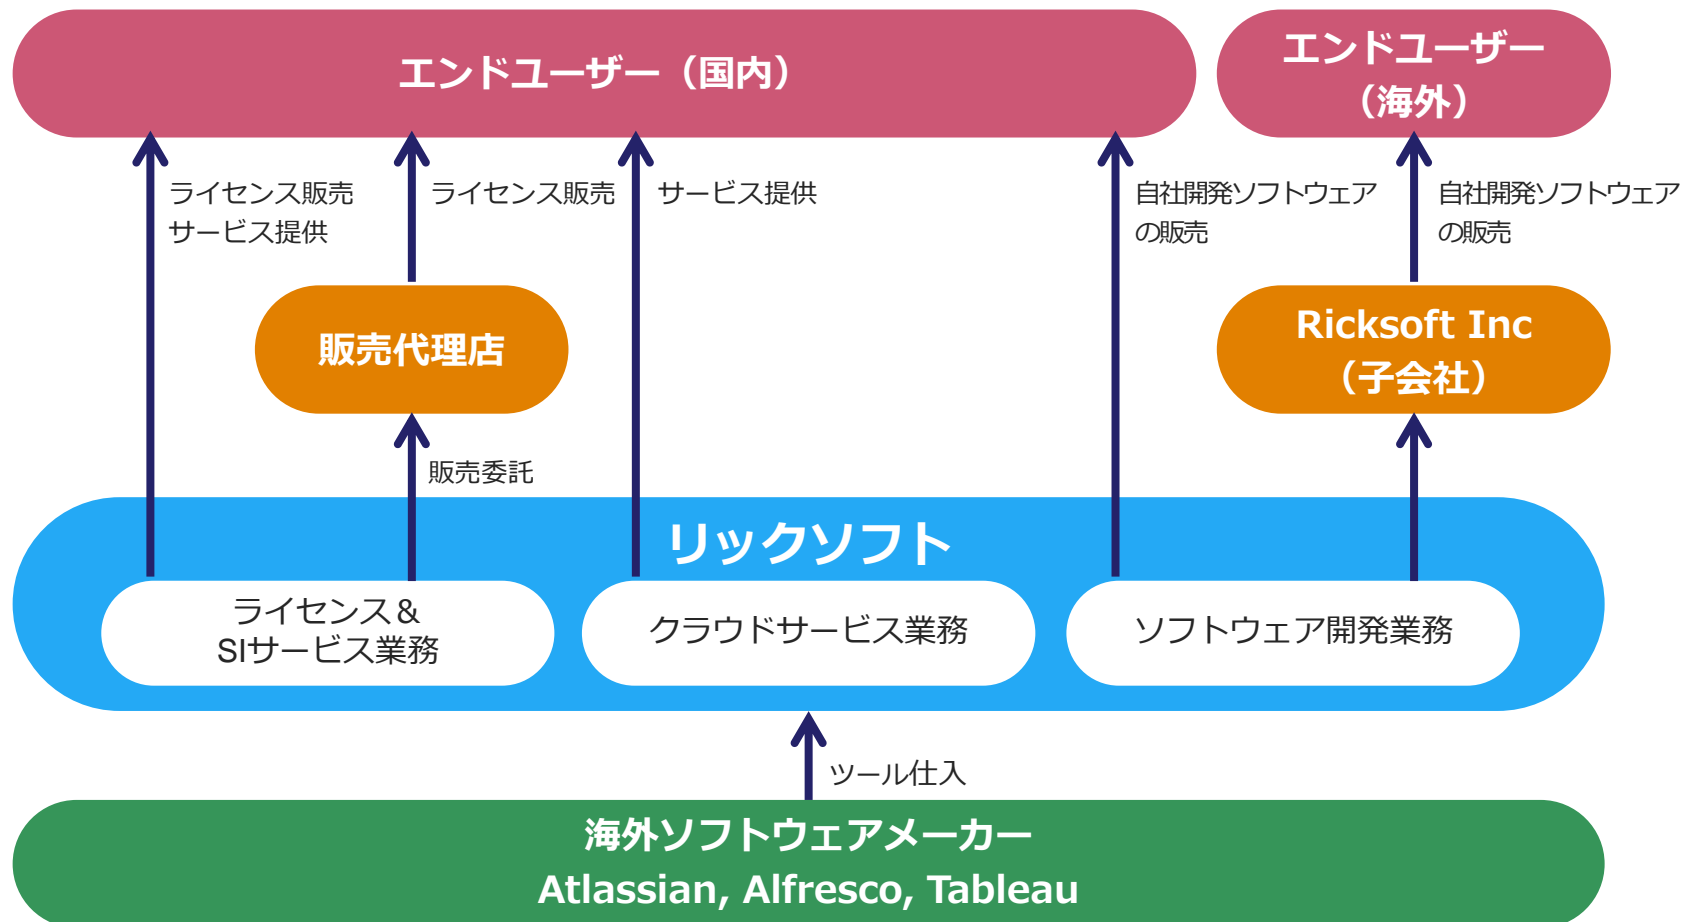 エンドユーザー（国内）
エンドユーザー
（海外）
ライセンス販売
サービス提供
ライセンス販売
サービス提供
自社開発ソフトウェア
の販売
自社開発ソフトウェア
の販売
販売代理店
Ricksoft Inc
（子会社）
販売委託
リックソフト
ライセンス＆
SIサービス業務
クラウドサービス業務
ソフトウェア開発業務
ツール仕入
海外ソフトウェアメーカー
Atlassian, Alfresco, Tableau